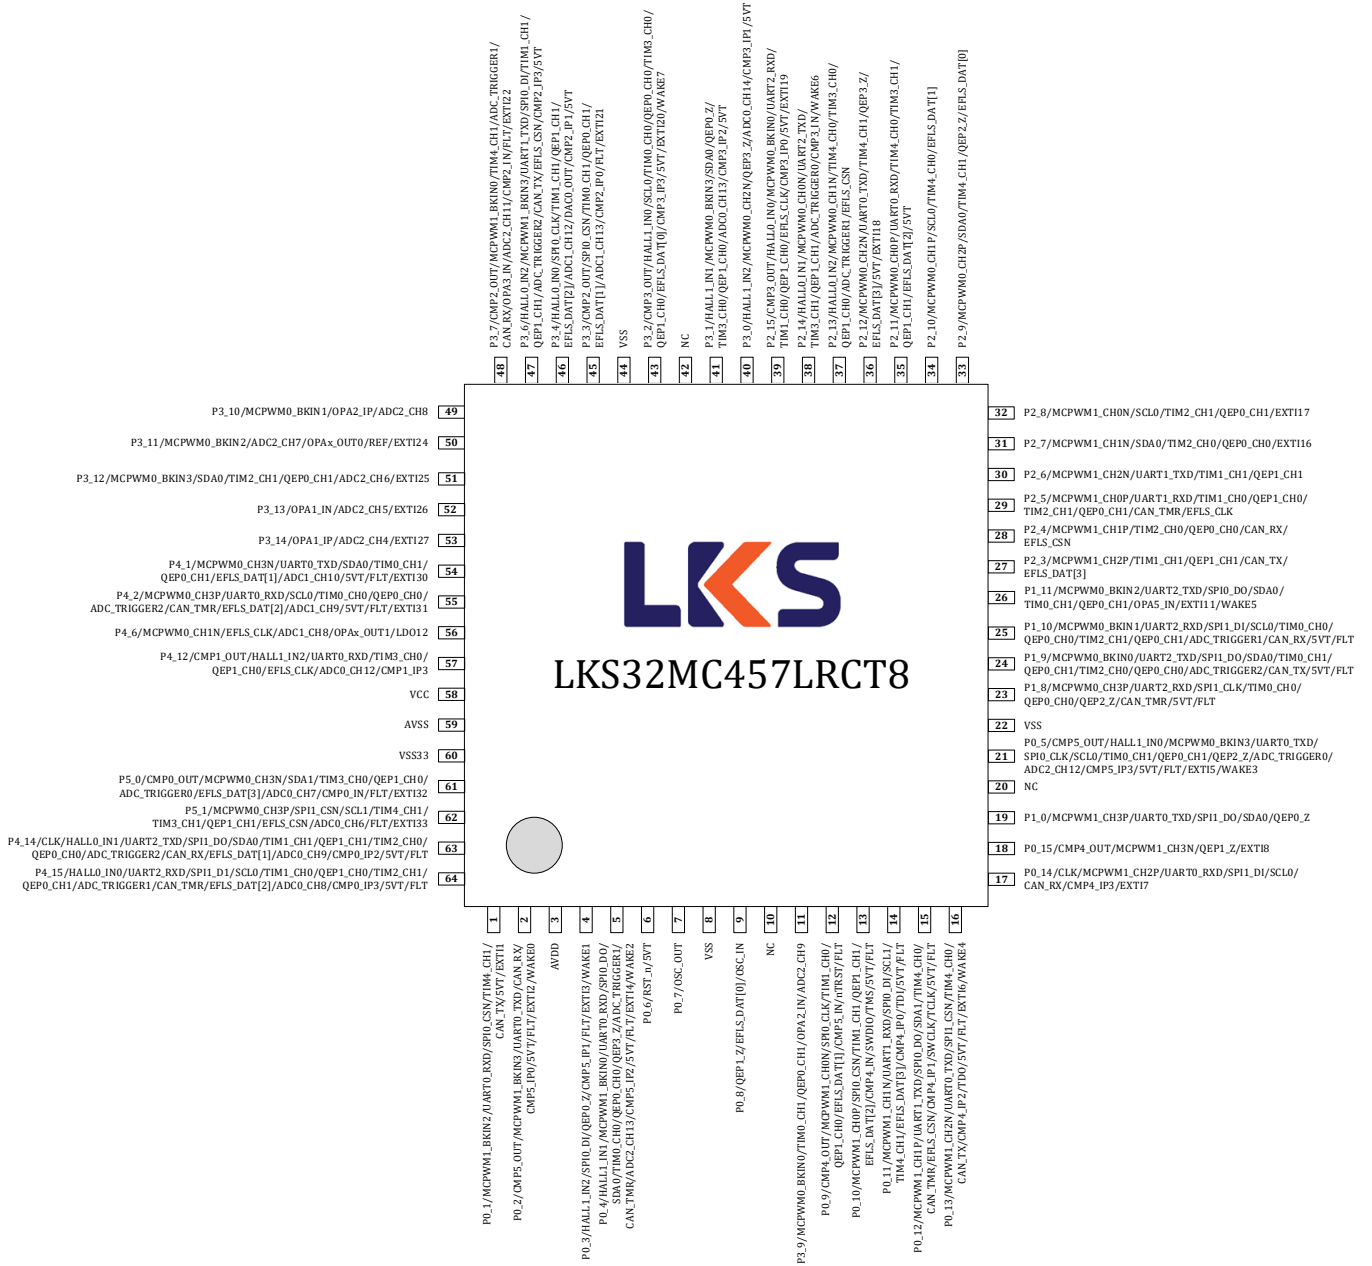 P3_7/CMP2_OUT/MCPWM1_BKIN0/TIM4_CH1/ADC_TRIGGER1/
CAN_RX/OPA3_IN/ADC2_CH11/CMP2_IN/FLT/EXTI22
P3_6/HALL0_IN2/MCPWM1_BKIN3/UART1_TXD/SPI0_DI/TIM1_CH1/
QEP1_CH1/ADC_TRIGGER2/CAN_TX/EFLS_CSN/CMP2_IP3/5VT
P3_4/HALL0_IN0/SPI0_CLK/TIM1_CH1/QEP1_CH1/
EFLS_DAT[2]/ADC1_CH12/DAC0_OUT/CMP2_IP1/5VT
P3_3/CMP2_OUT/SPI0_CSN/TIM0_CH1/QEP0_CH1/
EFLS_DAT[1]/ADC1_CH13/CMP2_IP0/FLT/EXTI21
VSS
P3_2/CMP3_OUT/HALL1_IN0/SCL0/TIM0_CH0/QEP0_CH0/TIM3_CH0/
QEP1_CH0/EFLS_DAT[0]/CMP3_IP3/5VT/EXTI20/WAKE7
NC
P3_1/HALL1_IN1/MCPWM0_BKIN3/SDA0/QEP0_Z/
TIM3_CH0/QEP1_CH0/ADC0_CH13/CMP3_IP2/5VT
P3_0/HALL1_IN2/MCPWM0_CH2N/QEP3_Z/ADC0_CH14/CMP3_IP1/5VT
P2_15/CMP3_OUT/HALL0_IN0/MCPWM0_BKIN0/UART2_RXD/
TIM1_CH0/QEP1_CH0/EFLS_CLK/CMP3_IP0/5VT/EXTI19
P2_14/HALL0_IN1/MCPWM0_CH0N/UART2_TXD/
TIM3_CH1/QEP1_CH1/ADC_TRIGGER0/CMP3_IN/WAKE6
P2_13/HALL0_IN2/MCPWM0_CH1N/TIM4_CH0/TIM3_CH0/
QEP1_CH0/ADC_TRIGGER1/EFLS_CSN
P2_12/MCPWM0_CH2N/UART0_TXD/TIM4_CH1/QEP3_Z/
EFLS_DAT[3]/5VT/EXTI18
P2_11/MCPWM0_CH0P/UART0_RXD/TIM4_CH0/TIM3_CH1/
QEP1_CH1/EFLS_DAT[2]/5VT
P2_10/MCPWM0_CH1P/SCL0/TIM4_CH0/EFLS_DAT[1]
P2_9/MCPWM0_CH2P/SDA0/TIM4_CH1/QEP2_Z/EFLS_DAT[0]
48 47 46 45 44 43 42 41 40 39 38 37 36 35 34 33
P3_10/MCPWM0_BKIN1/OPA2_IP/ADC2_CH8 49
P3_11/MCPWM0_BKIN2/ADC2_CH7/OPAx_OUT0/REF/EXTI24 50
P3_12/MCPWM0_BKIN3/SDA0/TIM2_CH1/QEP0_CH1/ADC2_CH6/EXTI25 51
P3_13/OPA1_IN/ADC2_CH5/EXTI26 52
P3_14/OPA1_IP/ADC2_CH4/EXTI27 53
P4_1/MCPWM0_CH3N/UART0_TXD/SDA0/TIM0_CH1/
QEP0_CH1/EFLS_DAT[1]/ADC1_CH10/5VT/FLT/EXTI30 54
P4_2/MCPWM0_CH3P/UART0_RXD/SCL0/TIM0_CH0/QEP0_CH0/
ADC_TRIGGER2/CAN_TMR/EFLS_DAT[2]/ADC1_CH9/5VT/FLT/EXTI31 55
P4_6/MCPWM0_CH1N/EFLS_CLK/ADC1_CH8/OPAx_OUT1/LDO12 56
P4_12/CMP1_OUT/HALL1_IN2/UART0_RXD/TIM3_CH0/
QEP1_CH0/EFLS_CLK/ADC0_CH12/CMP1_IP3 57
VCC 58
AVSS 59
VSS33 60
P5_0/CMP0_OUT/MCPWM0_CH3N/SDA1/TIM3_CH0/QEP1_CH0/
ADC_TRIGGER0/EFLS_DAT[3]/ADC0_CH7/CMP0_IN/FLT/EXTI32 61
P5_1/MCPWM0_CH3P/SPI1_CSN/SCL1/TIM4_CH1/
TIM3_CH1/QEP1_CH1/EFLS_CSN/ADC0_CH6/FLT/EXTI33 62
P4_14/CLK/HALL0_IN1/UART2_TXD/SPI1_DO/SDA0/TIM1_CH1/QEP1_CH1/TIM2_CH0/
QEP0_CH0/ADC_TRIGGER2/CAN_RX/EFLS_DAT[1]/ADC0_CH9/CMP0_IP2/5VT/FLT 63
P4_15/HALL0_IN0/UART2_RXD/SPI1_D1/SCL0/TIM1_CH0/QEP1_CH0/TIM2_CH1/
QEP0_CH1/ADC_TRIGGER1/CAN_TMR/EFLS_DAT[2]/ADC0_CH8/CMP0_IP3/5VT/FLT 64
LKS
LKS32MC457LRCT8
32 P2_8/MCPWM1_CH0N/SCL0/TIM2_CH1/QEP0_CH1/EXTI17
31 P2_7/MCPWM1_CH1N/SDA0/TIM2_CH0/QEP0_CH0/EXTI16
30 P2_6/MCPWM1_CH2N/UART1_TXD/TIM1_CH1/QEP1_CH1
29 P2_5/MCPWM1_CH0P/UART1_RXD/TIM1_CH0/QEP1_CH0/
TIM2_CH1/QEP0_CH1/CAN_TMR/EFLS_CLK
28 P2_4/MCPWM1_CH1P/TIM2_CH0/QEP0_CH0/CAN_RX/
EFLS_CSN
27 P2_3/MCPWM1_CH2P/TIM1_CH1/QEP1_CH1/CAN_TX/
EFLS_DAT[3]
26 P1_11/MCPWM0_BKIN2/UART2_TXD/SPI0_DO/SDA0/
TIM0_CH1/QEP0_CH1/OPA5_IN/EXTI11/WAKE5
25 P1_10/MCPWM0_BKIN1/UART2_RXD/SPI1_DI/SCL0/TIM0_CH0/
QEP0_CH0/TIM2_CH1/QEP0_CH1/ADC_TRIGGER1/CAN_RX/5VT/FLT
24 P1_9/MCPWM0_BKIN0/UART2_TXD/SPI1_DO/SDA0/TIM0_CH1/
QEP0_CH1/TIM2_CH0/QEP0_CH0/ADC_TRIGGER2/CAN_TX/5VT/FLT
23 P1_8/MCPWM0_CH3P/UART2_RXD/SPI1_CLK/TIM0_CH0/
QEP0_CH0/QEP2_Z/CAN_TMR/5VT/FLT
22 VSS
21 P0_5/CMP5_OUT/HALL1_IN0/MCPWM0_BKIN3/UART0_TXD/
SPI0_CLK/SCL0/TIM0_CH1/QEP0_CH1/QEP2_Z/ADC_TRIGGER0/
ADC2_CH12/CMP5_IP3/5VT/FLT/EXTI5/WAKE3
20 NC
19 P1_0/MCPWM1_CH3P/UART0_TXD/SPI1_DO/SDA0/QEP0_Z
18 P0_15/CMP4_OUT/MCPWM1_CH3N/QEP1_Z/EXTI8
17 P0_14/CLK/MCPWM1_CH2P/UART0_RXD/SPI1_DI/SCL0/
CAN_RX/CMP4_IP3/EXTI7
1 2 3 4 5 6 7 8 9 10 11 12 13 14 15 16
P0_1/MCPWM1_BKIN2/UART0_RXD/SPI0_CSN/TIM4_CH1/
CAN_TX/5VT/EXTI1
P0_2/CMP5_OUT/MCPWM1_BKIN3/UART0_TXD/CAN_RX/
CMP5_IP0/5VT/FLT/EXTI2/WAKE0
AVDD
P0_3/HALL1_IN2/SPI0_DI/QEP0_Z/CMP5_IP1/FLT/EXTI3/WAKE1
P0_4/HALL1_IN1/MCPWM1_BKIN0/UART0_RXD/SPI0_DO/
SDA0/TIM0_CH0/QEP0_CH0/QEP3_Z/ADC_TRIGGER1/
CAN_TMR/ADC2_CH13/CMP5_IP2/5VT/FLT/EXTI4/WAKE2
P0_6/RST_n/5VT
P0_7/OSC_OUT
VSS
P0_8/QEP1_Z/EFLS_DAT[0]/OSC_IN
NC
P3_9/MCPWM0_BKIN0/TIM0_CH1/QEP0_CH1/OPA2_IN/ADC2_CH9
P0_9/CMP4_OUT/MCPWM1_CH0N/SPI0_CLK/TIM1_CH0/
QEP1_CH0/EFLS_DAT[1]/CMP5_IN/nTRST/FLT
P0_10/MCPWM1_CH0P/SPI0_CSN/TIM1_CH1/QEP1_CH1/
EFLS_DAT[2]/CMP4_IN/SWDIO/TMS/5VT/FLT
P0_11/MCPWM1_CH1N/UART1_RXD/SPI0_DI/SCL1/
TIM4_CH1/EFLS_DAT[3]/CMP4_IP0/TDI/5VT/FLT
P0_12/MCPWM1_CH1P/UART1_TXD/SPI0_DO/SDA1/TIM4_CH0/
CAN_TMR/EFLS_CSN/CMP4_IP1/SWCLK/TCLK/5VT/FLT
P0_13/MCPWM1_CH2N/UART0_TXD/SPI1_CSN/TIM4_CH0/
CAN_TX/CMP4_IP2/TDO/5VT/FLT/EXTI6/WAKE4